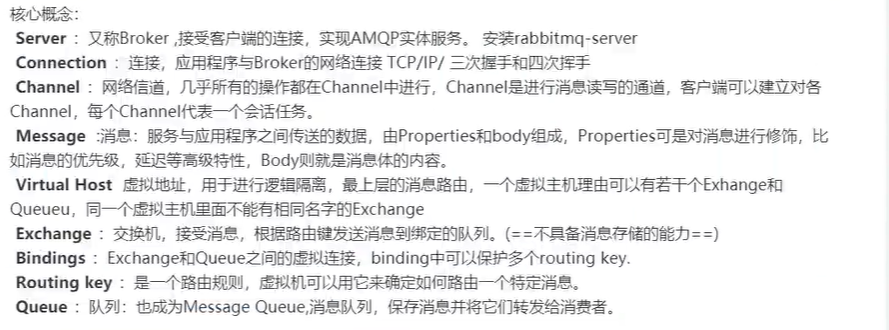 核心概念：
Server ：又称Broker ,接受客户端的连接，实现AMQP实体服务。 安装rabbitmq-server
Connection ：连接，应用程序与Broker的网络连接 TCP/IP/ 三次握手和四次挥手
Channel ：网络信道，几乎所有的操作都在Channel中进行，Channel是进行消息读写的通道，客户端可以建立对各
Channel，每个Channel代表一个会话任务。
Message :消息：服务与应用程序之间传送的数据，由Properties和body组成，Properties可是对消息进行修饰，比
如消息的优先级，延迟等高级特性，Body则就是消息体的内容。
Virtual Host 虚拟地址，用于进行逻辑隔离，最上层的消息路由，一个虚拟主机理由可以有若干个Exhange和
Queueu，同一个虚拟主机里面不能有相同名字的Exchange
Exchange ：交换机，接受消息，根据路由键发送消息到绑定的队列。(==不具备消息存储的能力==)
Bindings ：Exchange和Queue之间的虚拟连接，binding中可以保护多个routing key.
Routing key ：是一个路由规则，虚拟机可以用它来确定如何路由一个特定消息。
Queue ：队列：也成为Message Queue,消息队列，保存消息并将它们转发给消费者。